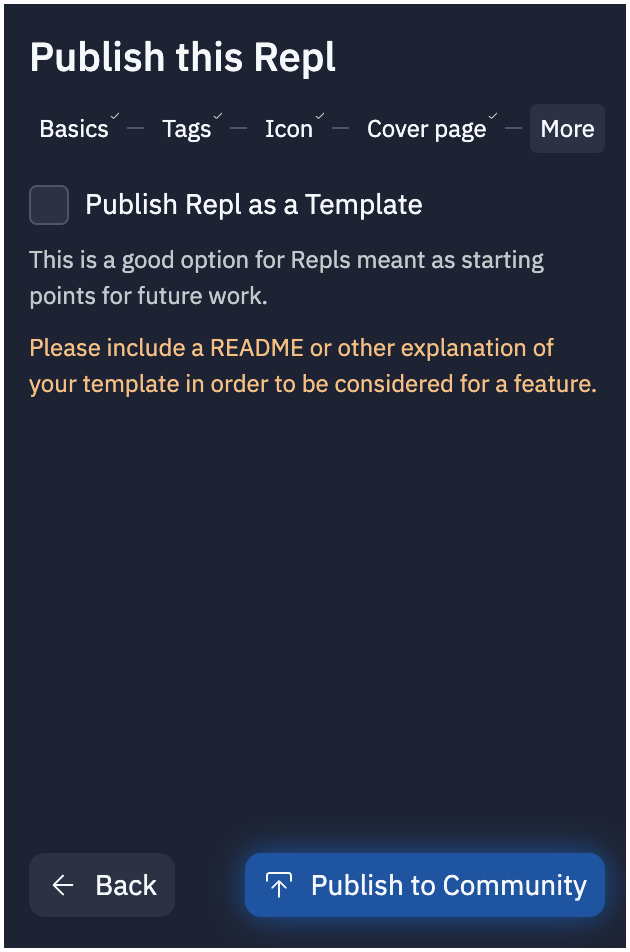 Publish this Repl
Basics Tags Icon Cover page More
Publish Repl as a Template
This is a good option for Repls meant as starting
points for future work.
Please include a README or other explanation of
your template in order to be considered for a feature.
Back Publish to Community